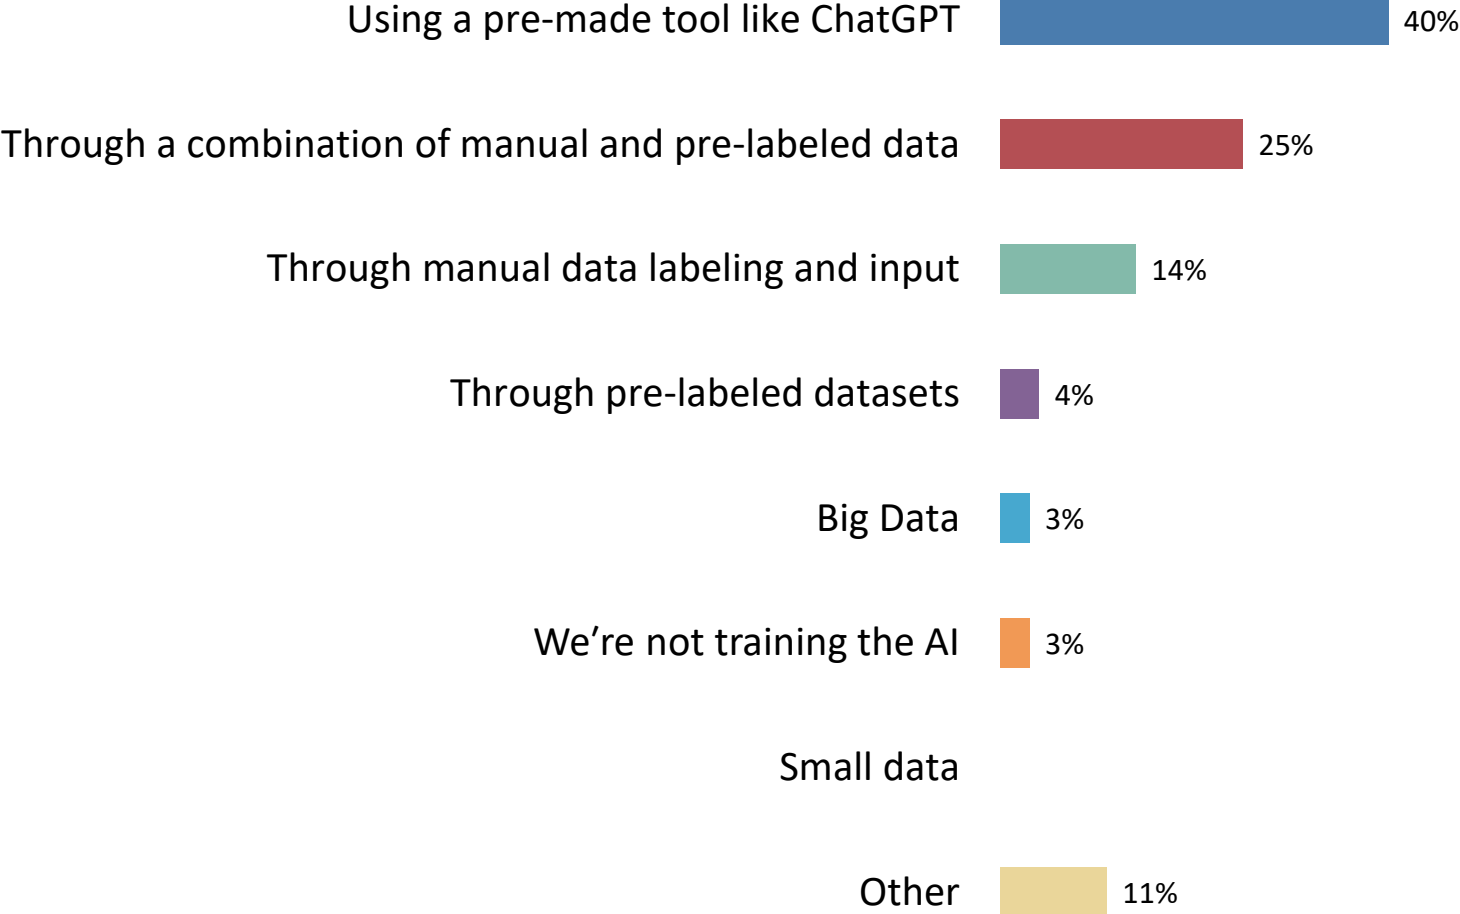 Using a pre-made tool like ChatGPT 40%
Through a combination of manual and pre-labeled data 25%
Through manual data labeling and input 14%
Through pre-labeled datasets 4%
Big Data 3%
We’re not training the AI 3%
Small data
Other 11%